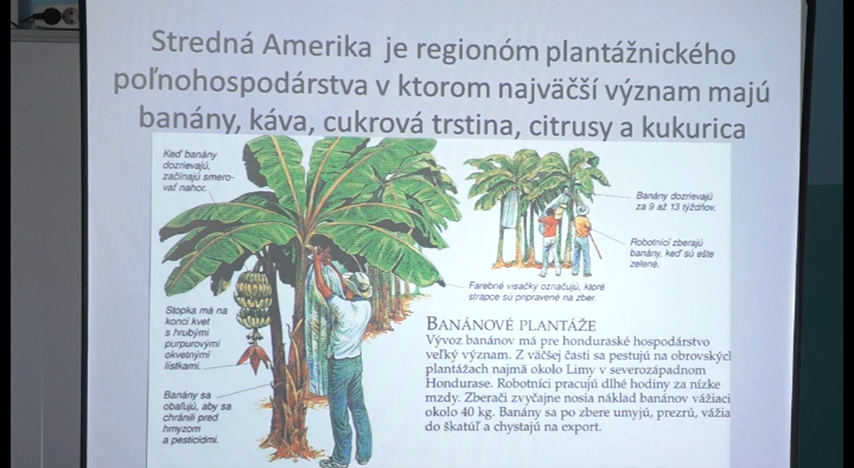 Stredná Amerika je regionóm plantážnického
poľnohospodárstva v ktorom najväčší význam majú
banány, káva, cukrová trstina, citrusy a kukurica
Keď banány
dozrievajú,
začínajú smero-
vať nahor.
Banány dozrievajú
za 9 až 13 týždňov.
Robotníci zberajú
banány, keď sú ešte
zelené.
Farebné visačky označujú, ktoré
strapce sú pripravené na zber.
Stopka má na
konci kvet
s hrubými
purpurovými
okvetnými
lístkami.
Banány sa
obaľujú, aby sa
chránili pred
hmyzom
a pesticídmi.
BANÁNOVÉ PLANTÁŽE
Vývoz banánov má pre honduraské hospodárstvo
veľký význam. Z väčšej časti sa pestujú na obrovských
plantážach najmä okolo Limy v severozápadnom
Hondurase. Robotníci pracujú dlhé hodiny za nízke
mzdy. Zberači zvyčajne nosia náklad banánov vážiaci
okolo 40 kg. Banány sa po zbere umyjú, prezrú, vážia
do škatúľ a chystajú na export.